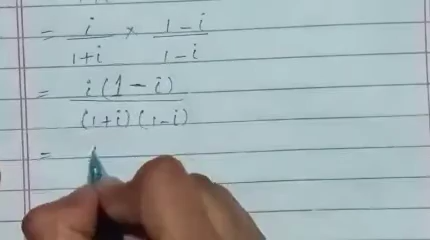 = i/1+i × 1-i/1-i
= i(1-i)/(1+i)(1-i)
=